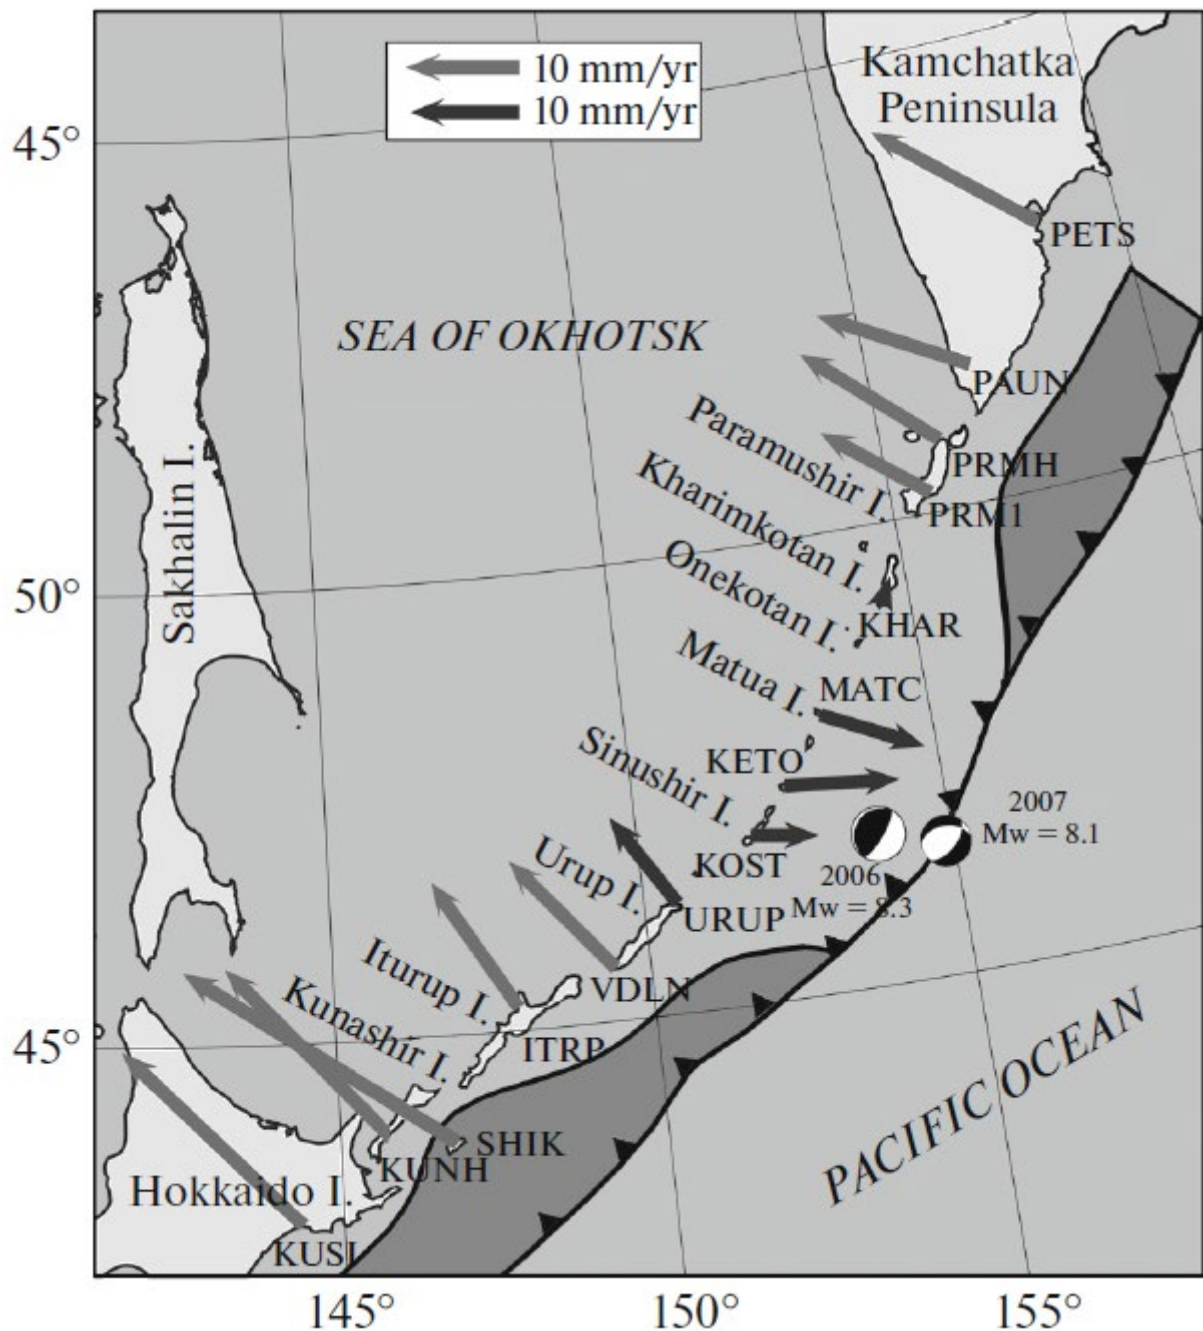 10 mm/yr
10 mm/yr
Kamchatka
Peninsula
45°
PETS
SEA OF OKHOTSK
PAUN
Paramushir I.
PRMH
PRM1
Kharimkotan I.
Sakhalin I.
50°
Onekotan I.
KHAR
Matua I.
MATC
Sinushir I.
KETO
2007
Mw = 8.1
KOST
2006
Mw = 8.3
Urup I.
URUP
Iturup I.
VDLN
Kunashir I.
45°
ITRP
PACIFIC OCEAN
SHIK
KUNH
Hokkaido I.
KUSI
145°
150°
155°